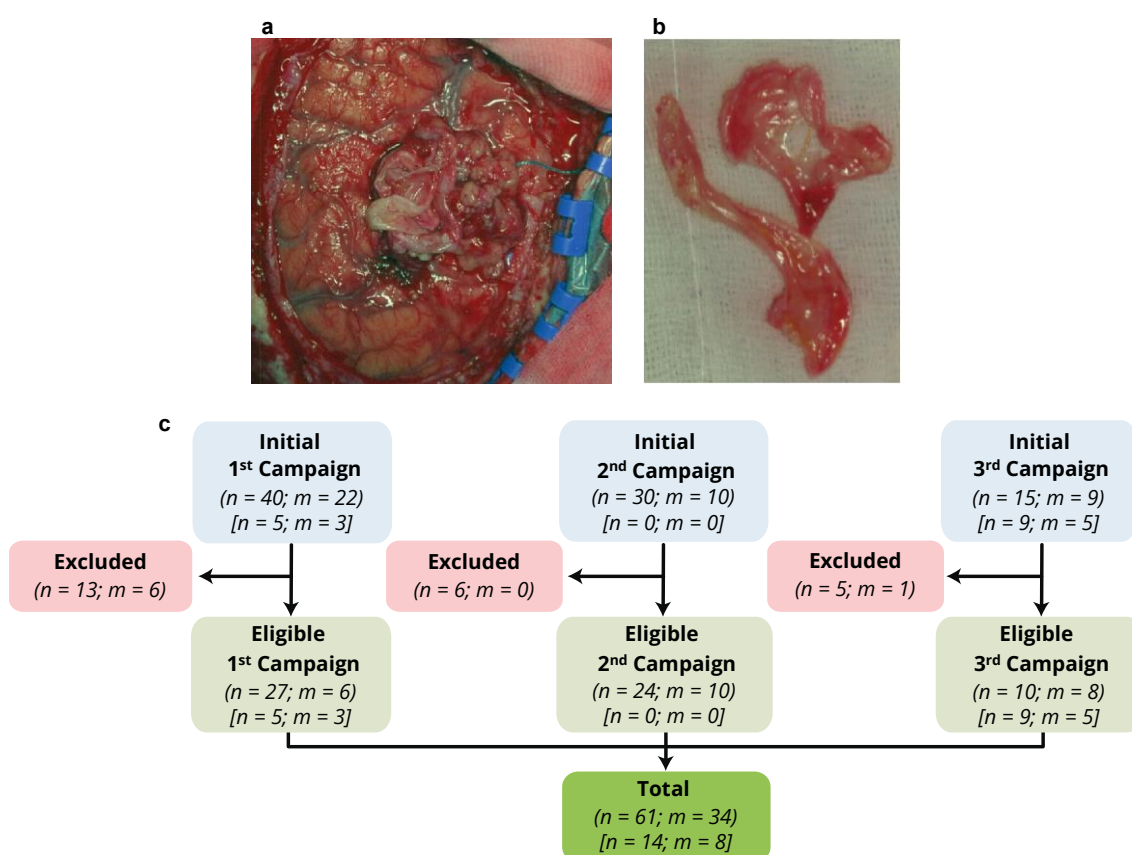 a
b
c
Initial
1st Campaign
(n = 40; m = 22)
[n = 5; m = 3]
Initial
2nd Campaign
(n = 30; m = 10)
[n = 0; m = 0]
Initial
3rd Campaign
(n = 15; m = 9)
[n = 9; m = 5]
Excluded
(n = 13; m = 6)
Excluded
(n = 6; m = 0)
Excluded
(n = 5; m = 1)
Eligible
1st Campaign
(n = 27; m = 6)
[n = 5; m = 3]
Eligible
2nd Campaign
(n = 24; m = 10)
[n = 0; m = 0]
Eligible
3rd Campaign
(n = 10; m = 8)
[n = 9; m = 5]
Total
(n = 61; m = 34)
[n = 14; m = 8]